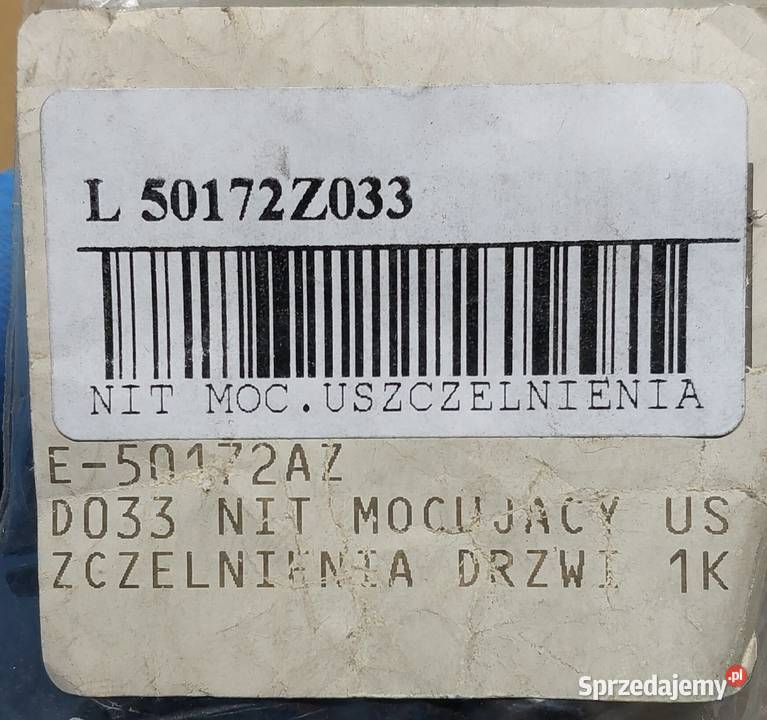 L 50172Z033
NIT MOC.USZCZELNIENIA
E-50172AZ
D033 NIT MOCUJACY US
ZCZELNIENIA DRZWI 1K
Sprzedajemy.pl